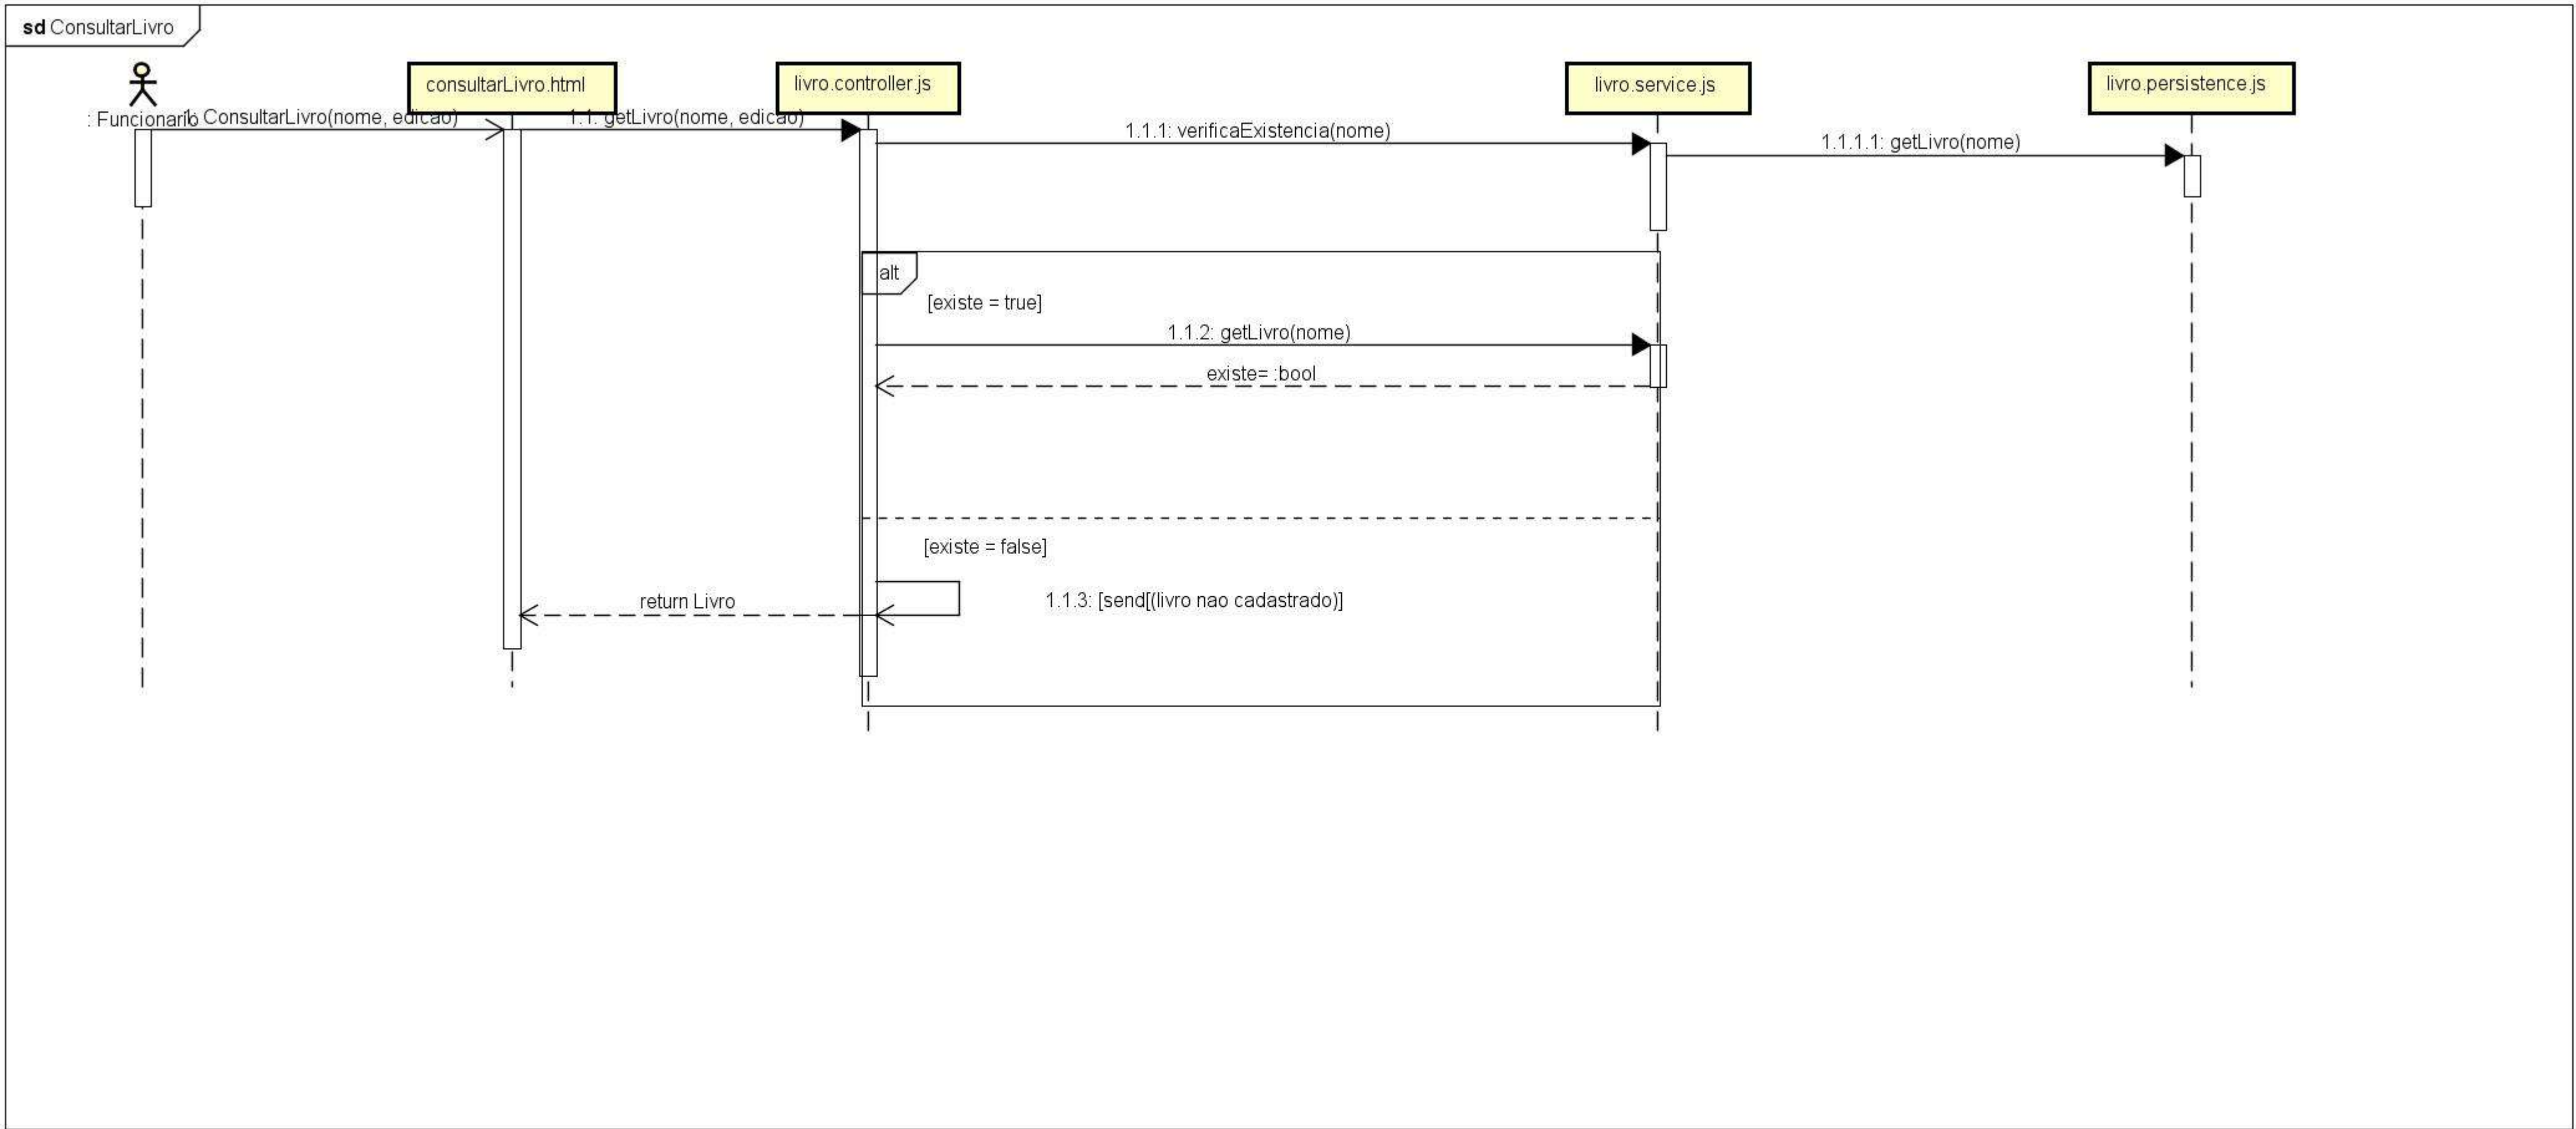 sd ConsultarLivro
consultarLivro.html
livro.controller.js
livro.service.js
livro.persistence.js
: Funcionario
1: ConsultarLivro(nome, edicao)
1.1: getLivro(nome, edicao)
1.1.1: verificaExistencia(nome)
1.1.1.1: getLivro(nome)
alt
[existe = true]
1.1.2: getLivro(nome)
existe= :bool
[existe = false]
return Livro
1.1.3: [send[(livro nao cadastrado)]